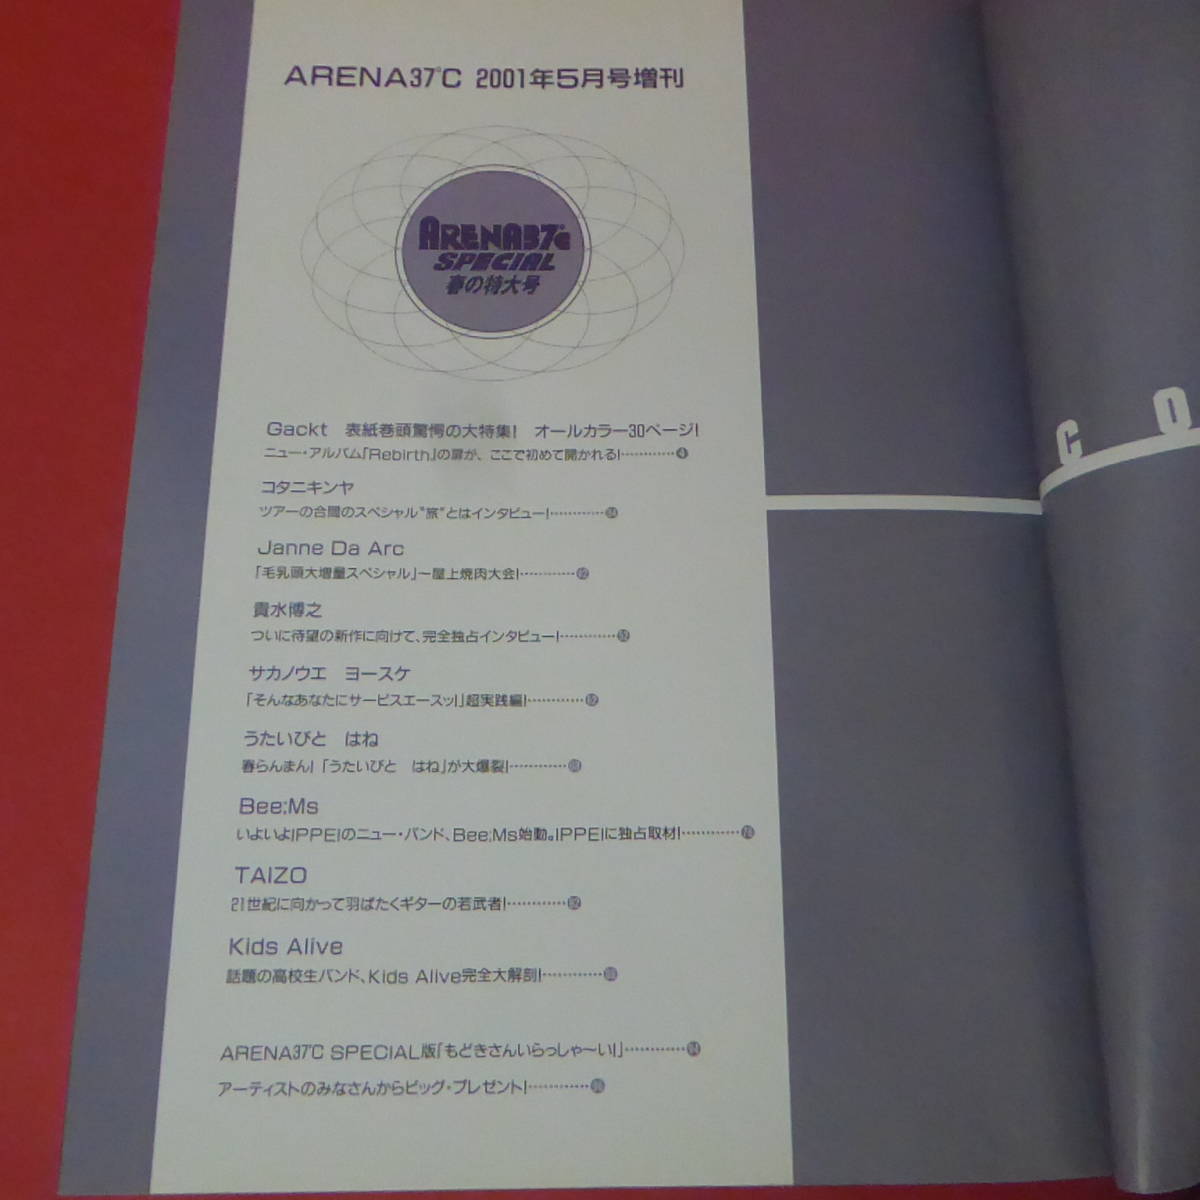 ARENA37℃ 2001年5月号増刊
ARENA37℃
SPECIAL
春の特大号
Gackt 表紙巻頭驚愕の大特集! オールカラー30ページ!
ニュー・アルバム「Rebirth」の扉が、ここで初めて開かれる!…………4
コタニキンヤ
ツアーの合間のスペシャル"旅"とはインタビュー!…………
Janne Da Arc
「毛乳頭大増量スペシャル」〜屋上焼肉大会!…………
貴水博之
ついに待望の新作に向けて、完全独占インタビュー!…………
サカノウエ ヨースケ
「そんなあなたにサービスエースッ!」超実践編!…………
うたいびと はね
春らんまん!「うたいびと はね」が大爆裂!…………
Bee:Ms
いよいよIPPEIのニュー・バンド、Bee:Ms始動。IPPEIに独占取材!…………
TAIZO
21世紀に向かって羽ばたくギターの若武者!…………
Kids Alive
話題の高校生バンド、Kids Alive完全大解剖!…………
ARENA37℃ SPECIAL版「もどきさんいらっしゃ〜い!」…………
アーティストのみなさんからビッグ・プレゼント!…………
C O